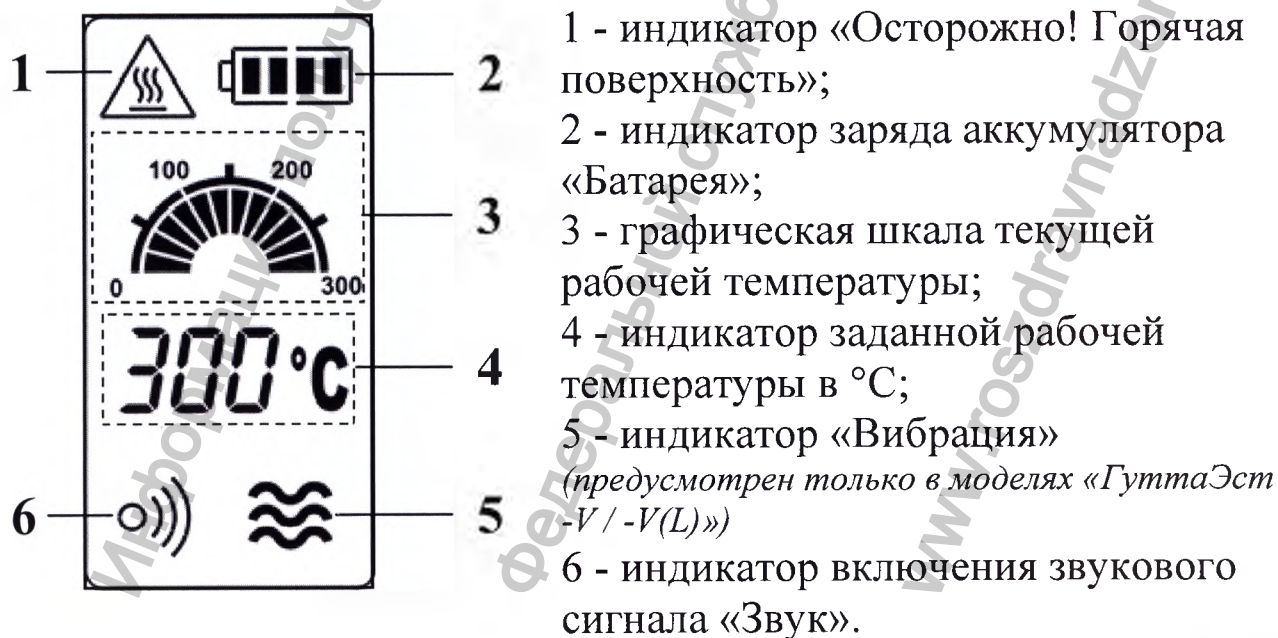 1
2
100 200
3
0 300
300 °C
4
6
5
1 - индикатор «Осторожно! Горячая
поверхность»;
2 - индикатор заряда аккумулятора
«Батарея»;
3 - графическая шкала текущей
рабочей температуры;
4 - индикатор заданной рабочей
температуры в °C;
5 - индикатор «Вибрация»
(предусмотрен только в моделях «ГуттаЭст
-V / -V(L)»)
6 - индикатор включения звукового
сигнала «Звук».